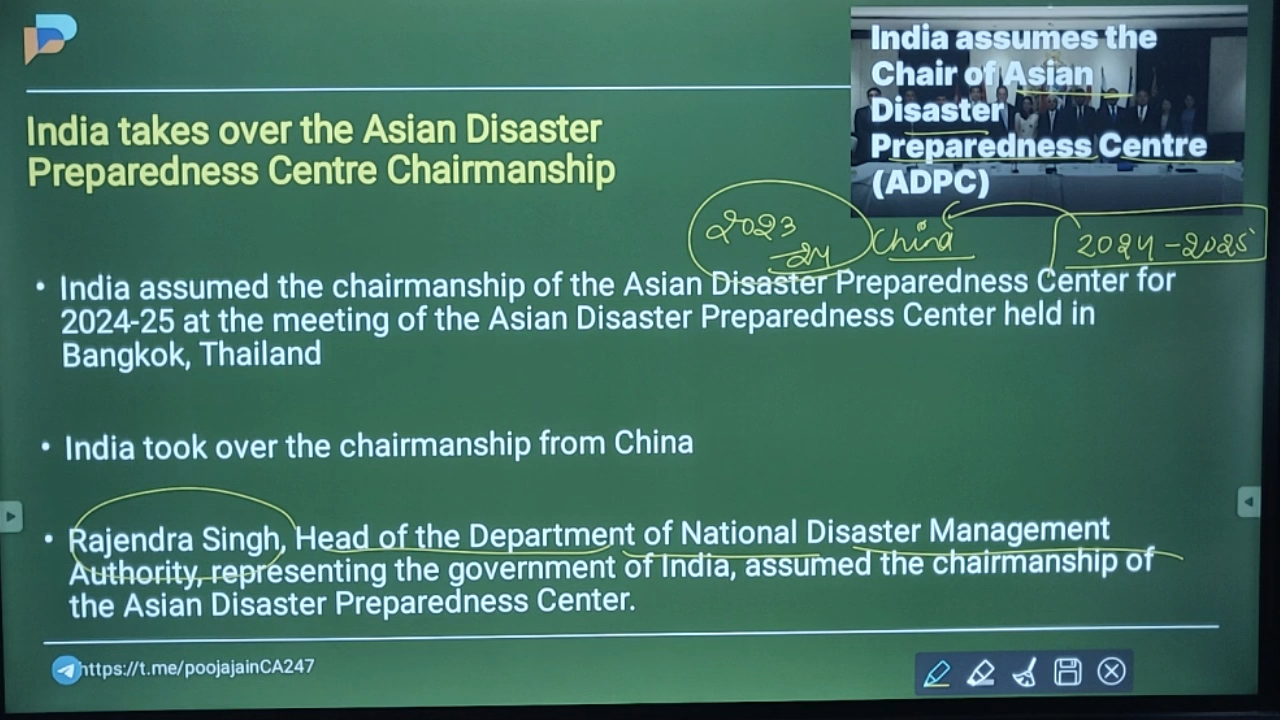 India assumes the
Chair of Asian
Disaster
Preparedness Centre
(ADPC)
India takes over the Asian Disaster
Preparedness Centre Chairmanship
2023
-24
China
2024-2025
• India assumed the chairmanship of the Asian Disaster Preparedness Center for
2024-25 at the meeting of the Asian Disaster Preparedness Center held in
Bangkok, Thailand
• India took over the chairmanship from China
• Rajendra Singh, Head of the Department of National Disaster Management
Authority, representing the government of India, assumed the chairmanship of
the Asian Disaster Preparedness Center.
https://t.me/poojajainCA247